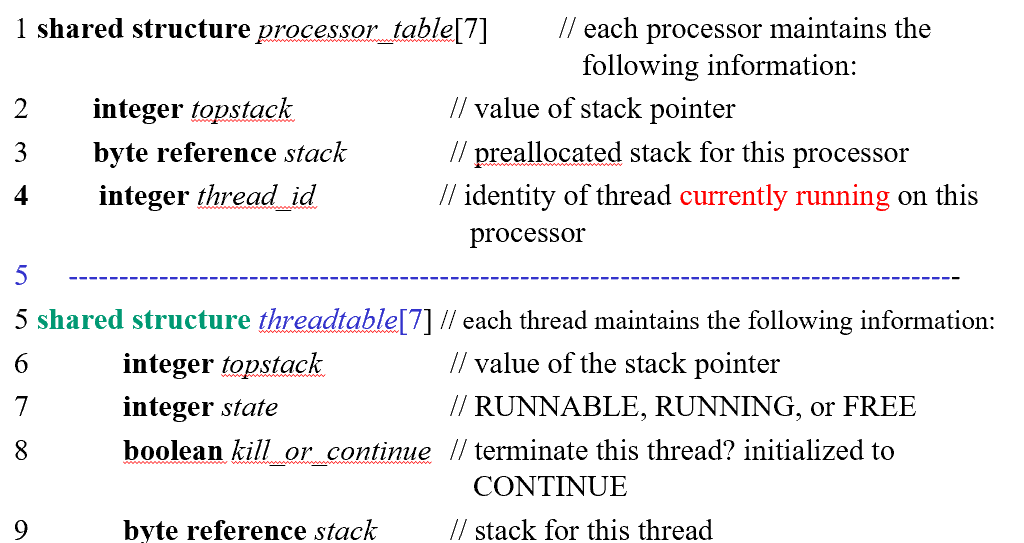 1 shared structure processor_table[7] // each processor maintains the
following information:
2 integer topstack // value of stack pointer
3 byte reference stack // preallocated stack for this processor
4 integer thread_id // identity of thread currently running on this
processor
5 --------------------------------------------------------------------------------------
5 shared structure threadtable[7] // each thread maintains the following information:
6 integer topstack // value of the stack pointer
7 integer state // RUNNABLE, RUNNING, or FREE
8 boolean kill_or_continue // terminate this thread? initialized to
CONTINUE
9 byte reference stack // stack for this thread